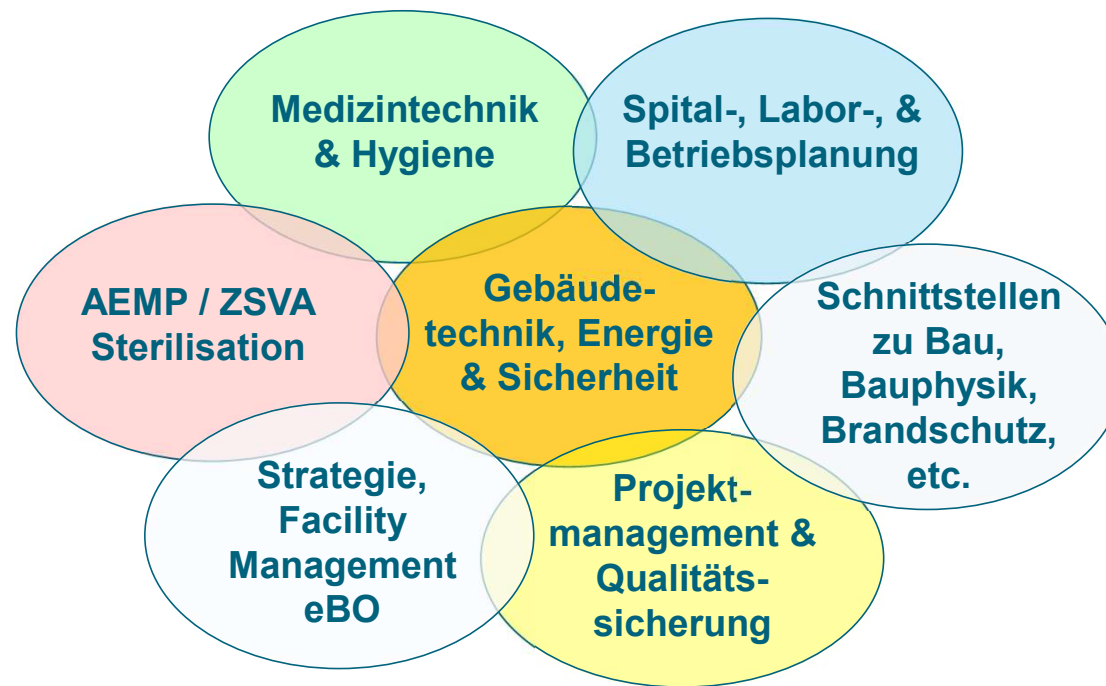 Medizintechnik
& Hygiene
Spital-, Labor-, &
Betriebsplanung
AEMP / ZSVA
Sterilisation
Gebäude-
technik, Energie
& Sicherheit
Schnittstellen
zu Bau,
Bauphysik,
Brandschutz,
etc.
Strategie,
Facility
Management
eBO
Projekt-
management &
Qualitäts-
sicherung